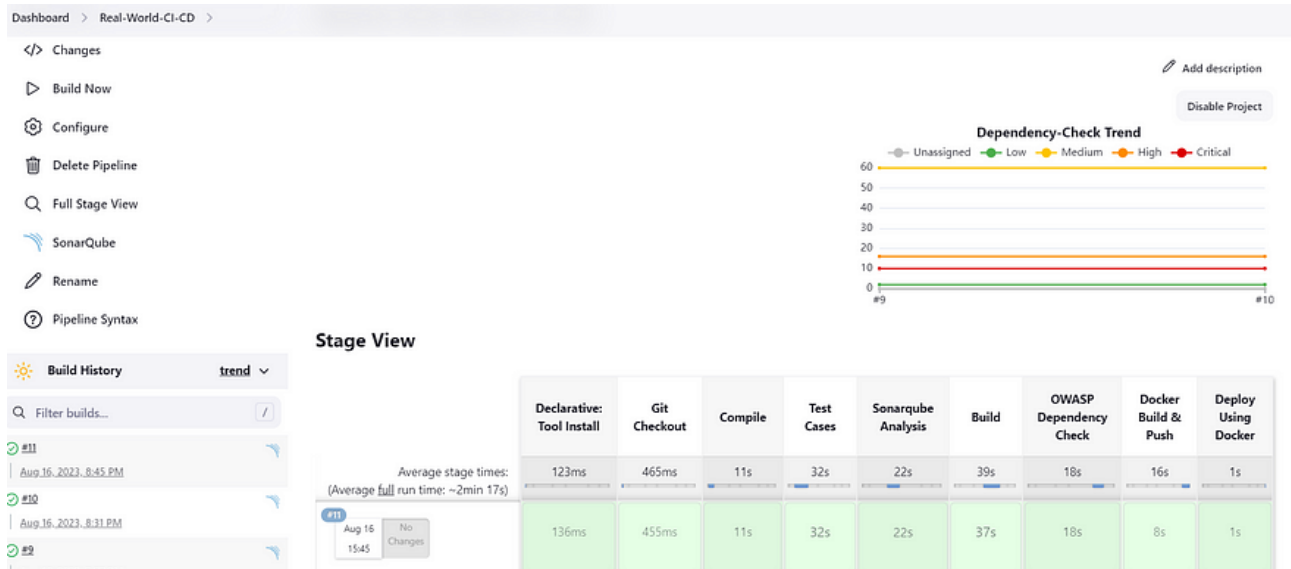 Dashboard > Real-World-CI-CD >
</> Changes
Build Now
Configure
Delete Pipeline
Full Stage View
SonarQube
Rename
Pipeline Syntax
Build History trend
Filter builds... /
#11
Aug 16, 2023, 8:45 PM
#10
Aug 16, 2023, 8:31 PM
#9
Add description
Disable Project
Dependency-Check Trend
Unassigned Low Medium High Critical
60
50
40
30
20
10
0
#9 #10
Stage View
Declarative: Tool Install
Git Checkout
Compile
Test Cases
Sonarqube Analysis
Build
OWASP Dependency Check
Docker Build & Push
Deploy Using Docker
Average stage times:
(Average full run time: ~2min 17s)
123ms 465ms 11s 32s 22s 39s 18s 16s 1s
#11
Aug 16
15:45
No Changes
136ms 455ms 11s 32s 22s 37s 18s 8s 1s